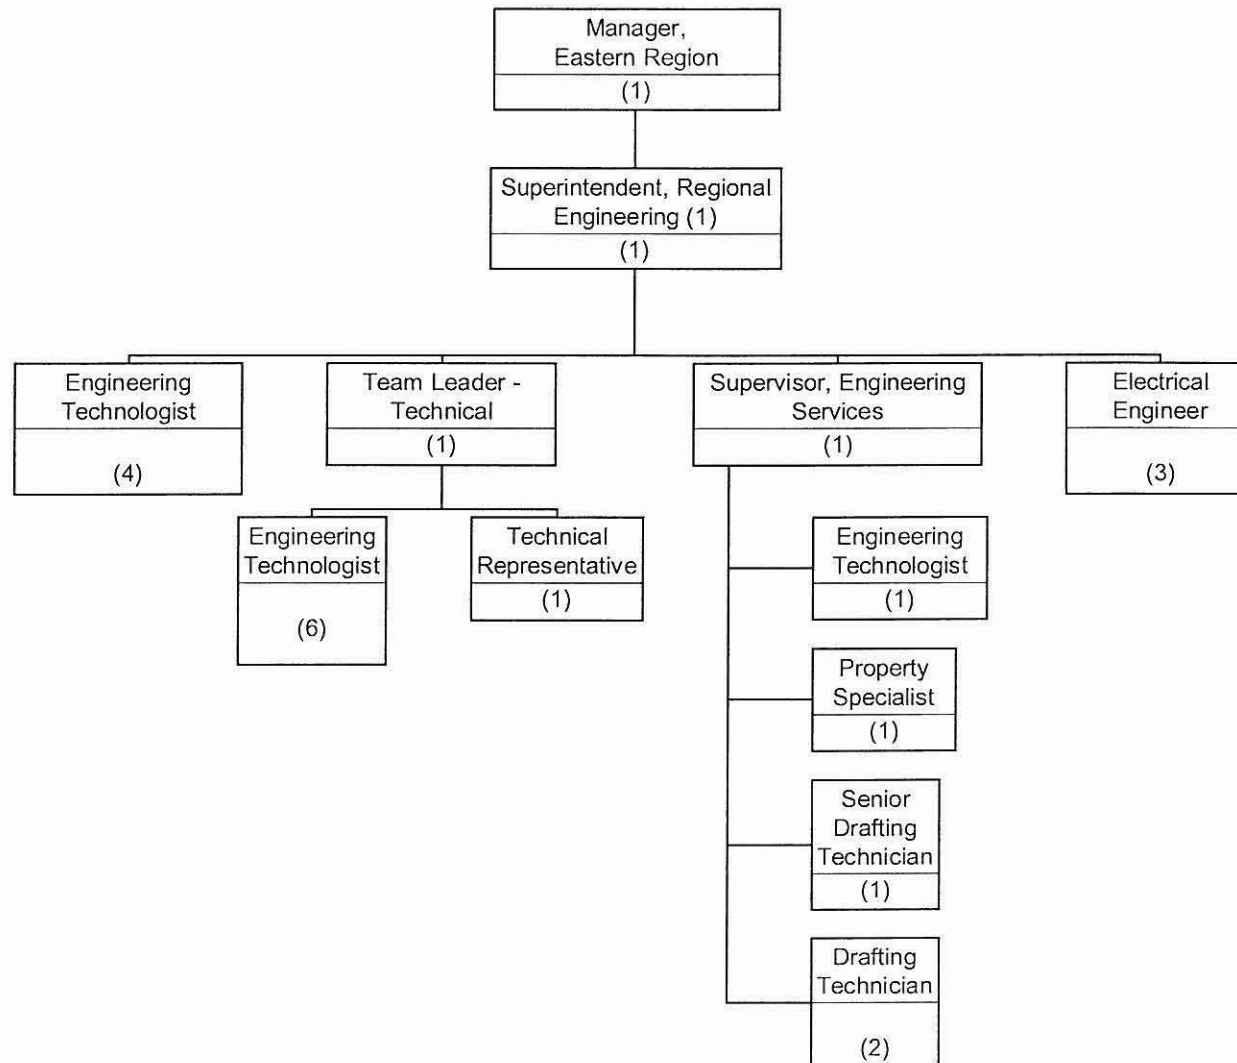 Manager,
Eastern Region
(1)
Superintendent, Regional
Engineering (1)
(1)
Engineering
Technologist
(4)
Team Leader -
Technical
(1)
Supervisor, Engineering
Services
(1)
Electrical
Engineer
(3)
Engineering
Technologist
(6)
Technical
Representative
(1)
Engineering
Technologist
(1)
Property
Specialist
(1)
Senior
Drafting
Technician
(1)
Drafting
Technician
(2)